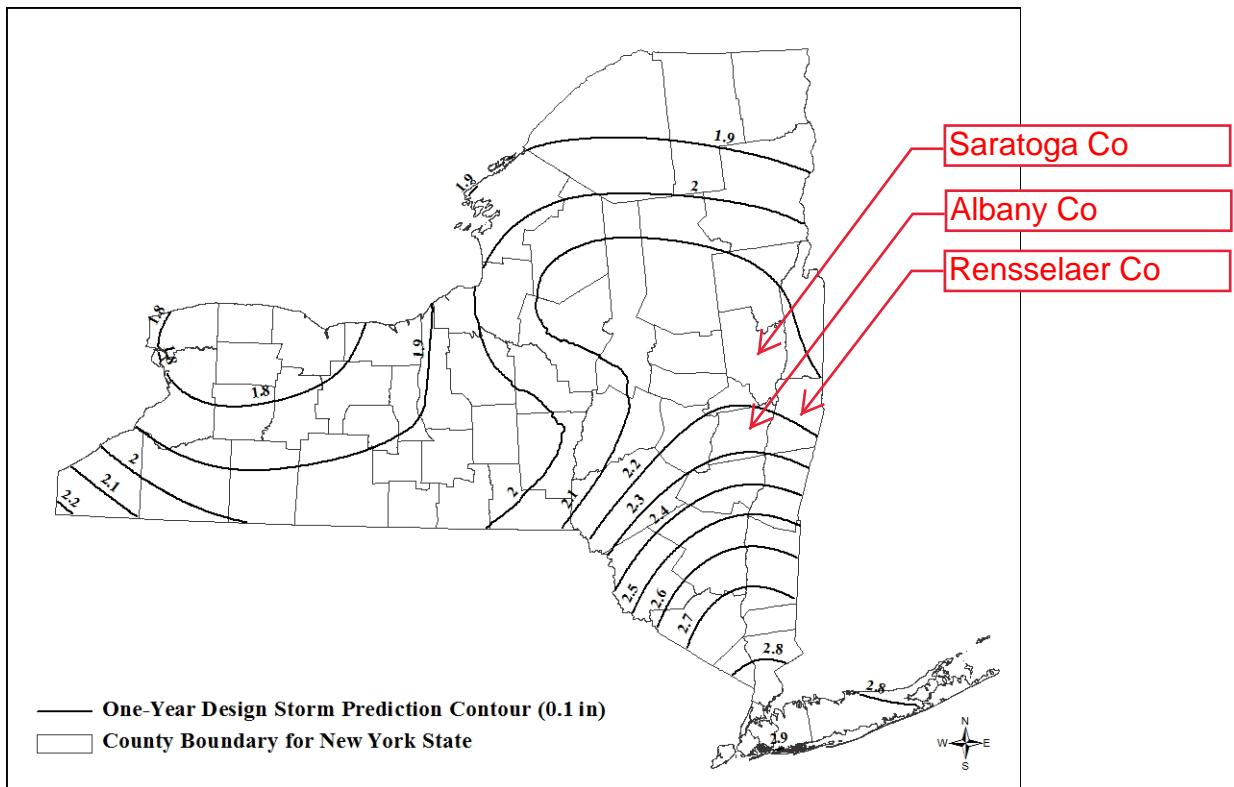 1.9
Saratoga Co
1.9
2
Albany Co
Rensselaer Co
1.8
1.8
1.9
1.8
2.2
2
2.1
2.2
2
2.1
2.3
2.4
2.5
2.6
2.7
2.8
2.8
2.9
One-Year Design Storm Prediction Contour (0.1 in)
County Boundary for New York State
N
W
E
S